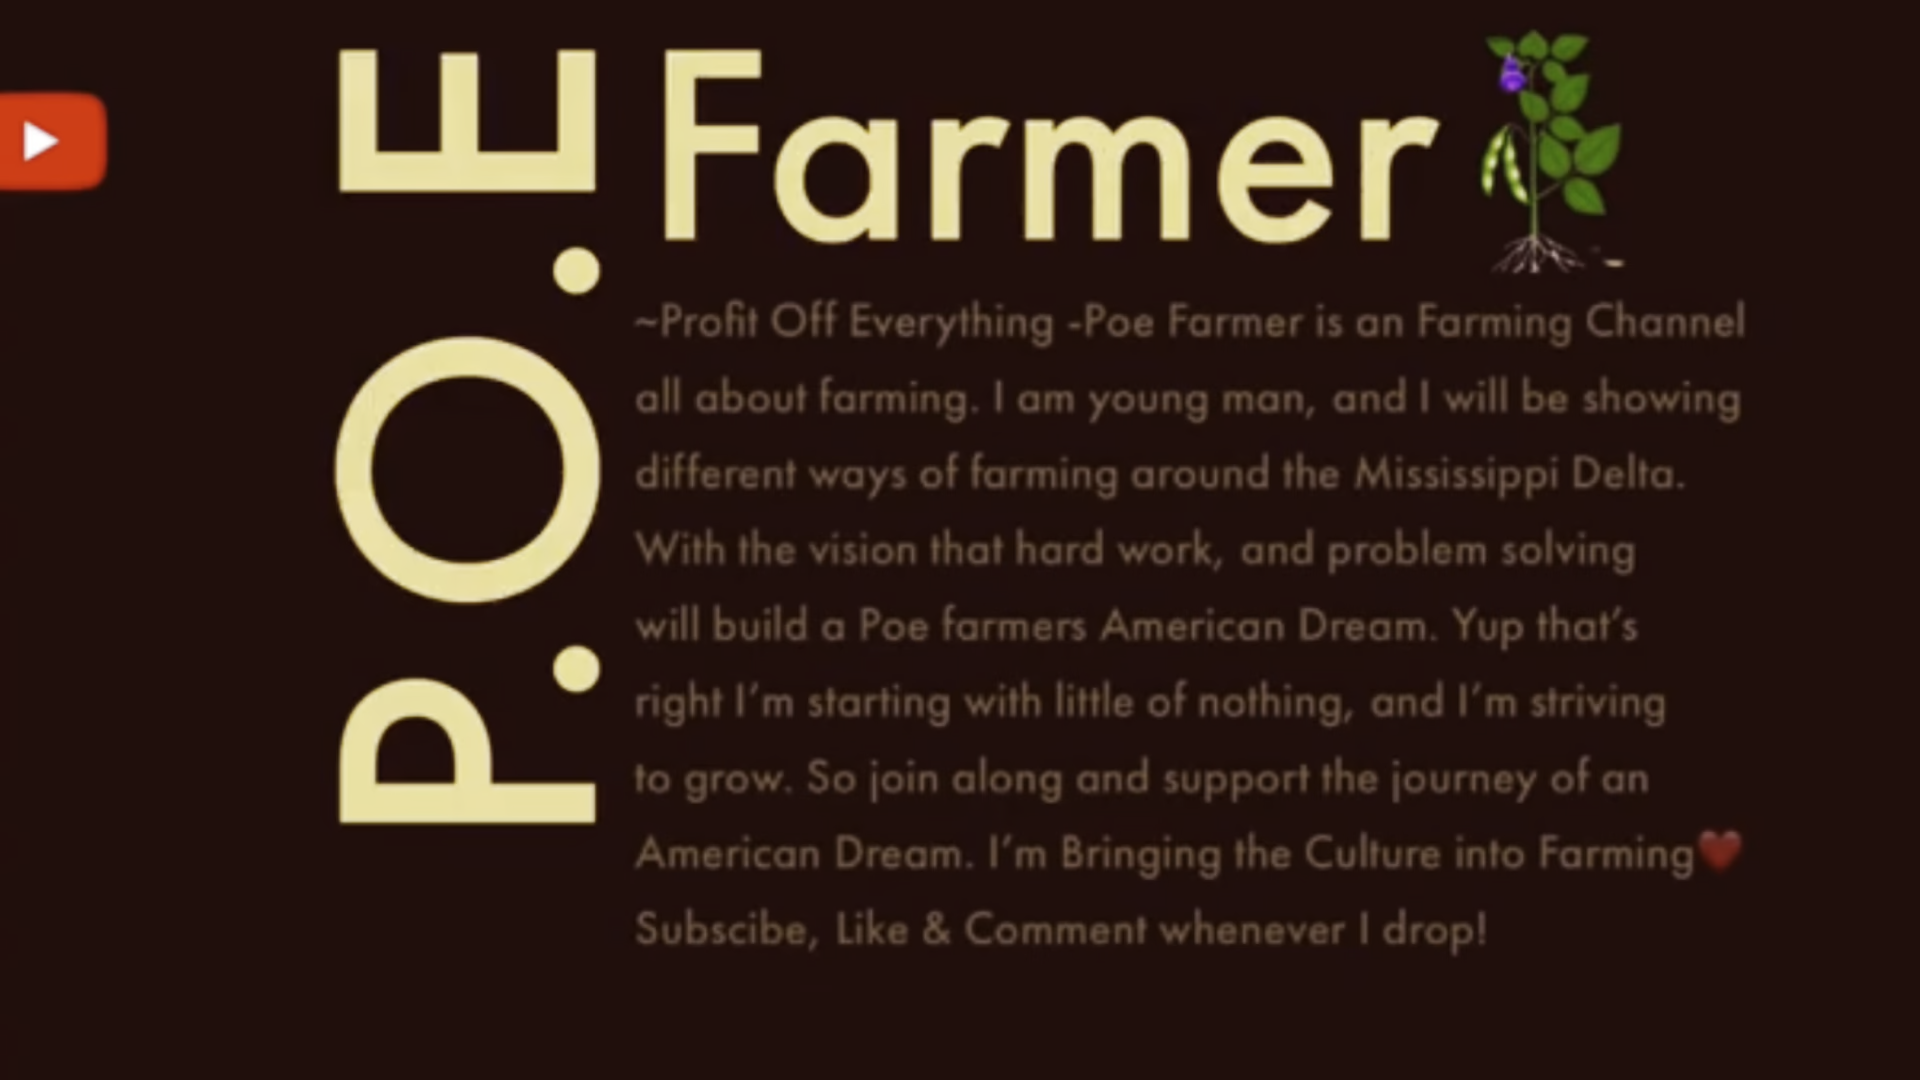 P.O.E
Farmer
~Profit Off Everything -Poe Farmer is an Farming Channel
all about farming. I am young man, and I will be showing
different ways of farming around the Mississippi Delta.
With the vision that hard work, and problem solving
will build a Poe farmers American Dream. Yup that’s
right I’m starting with little of nothing, and I’m striving
to grow. So join along and support the journey of an
American Dream. I’m Bringing the Culture into Farming❤️
Subscibe, Like & Comment whenever I drop!